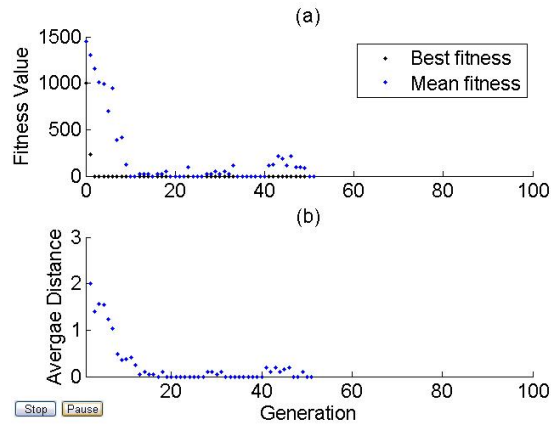 (a)
1500
1000
500
0
Fitness Value
Best fitness
Mean fitness
0 20 40 60 80 100
(b)
3
2
1
0
Avergae Distance
20 40 60 80 100
Generation
Stop Pause